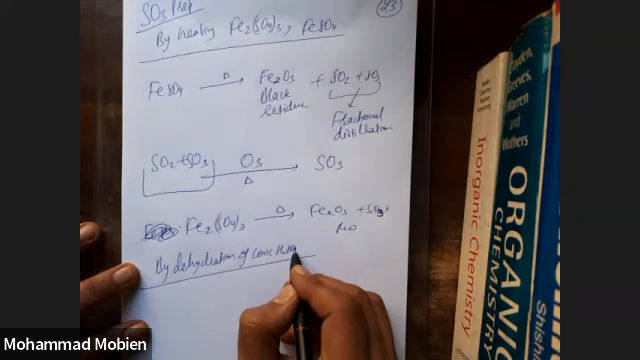 SO3 Prep
23
By heating Fe2(SO4)3, FeSO4
FeSO4 —Δ→ Fe2O3 + SO2 + SO3
Black
residue
Fractional
distillation
SO2 + SO3 —O3/Δ→ SO3
Fe2(SO4)3 —Δ→ Fe2O3 + SO3
By dehydration of conc H2SO4
Inorganic Chemistry
Clayden,
Greeves,
Warren
and
Wothers
ORGANIC
CHEMISTRY
Mohammad Mobien